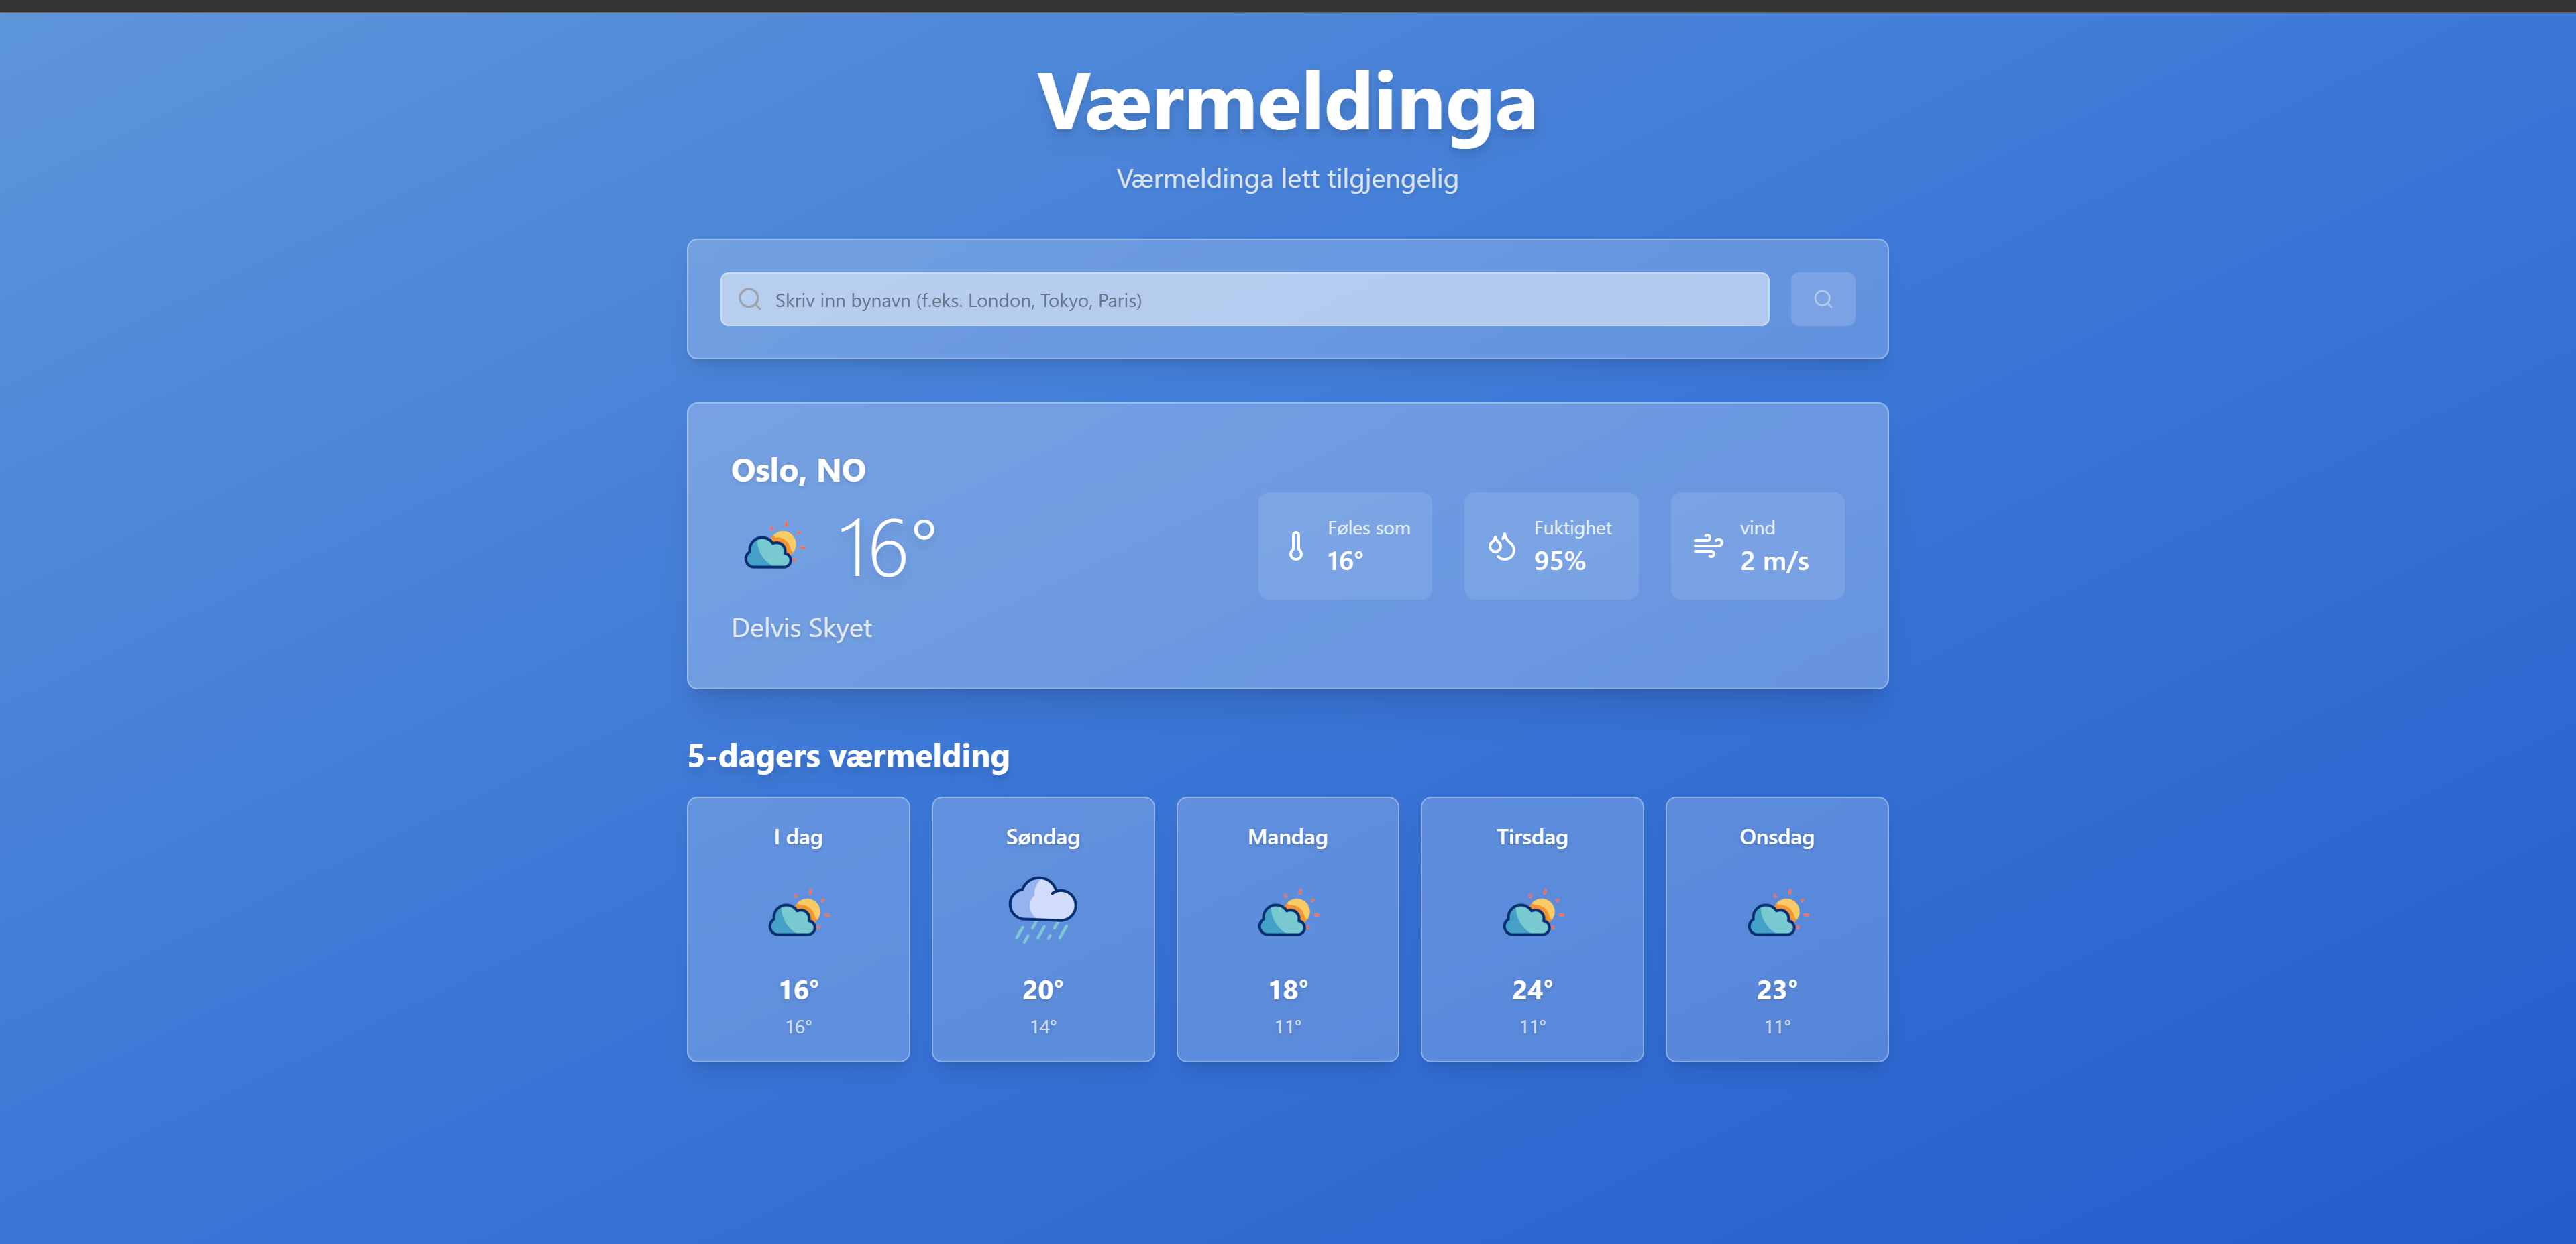 Værmeldinga
Værmeldinga lett tilgjengelig
Skriv inn bynavn (f.eks. London, Tokyo, Paris)
Oslo, NO
16°
Delvis Skyet
Føles som
16°
Fuktighet
95%
vind
2 m/s
5-dagers værmelding
I dag
16°
16°
Søndag
20°
14°
Mandag
18°
11°
Tirsdag
24°
11°
Onsdag
23°
11°